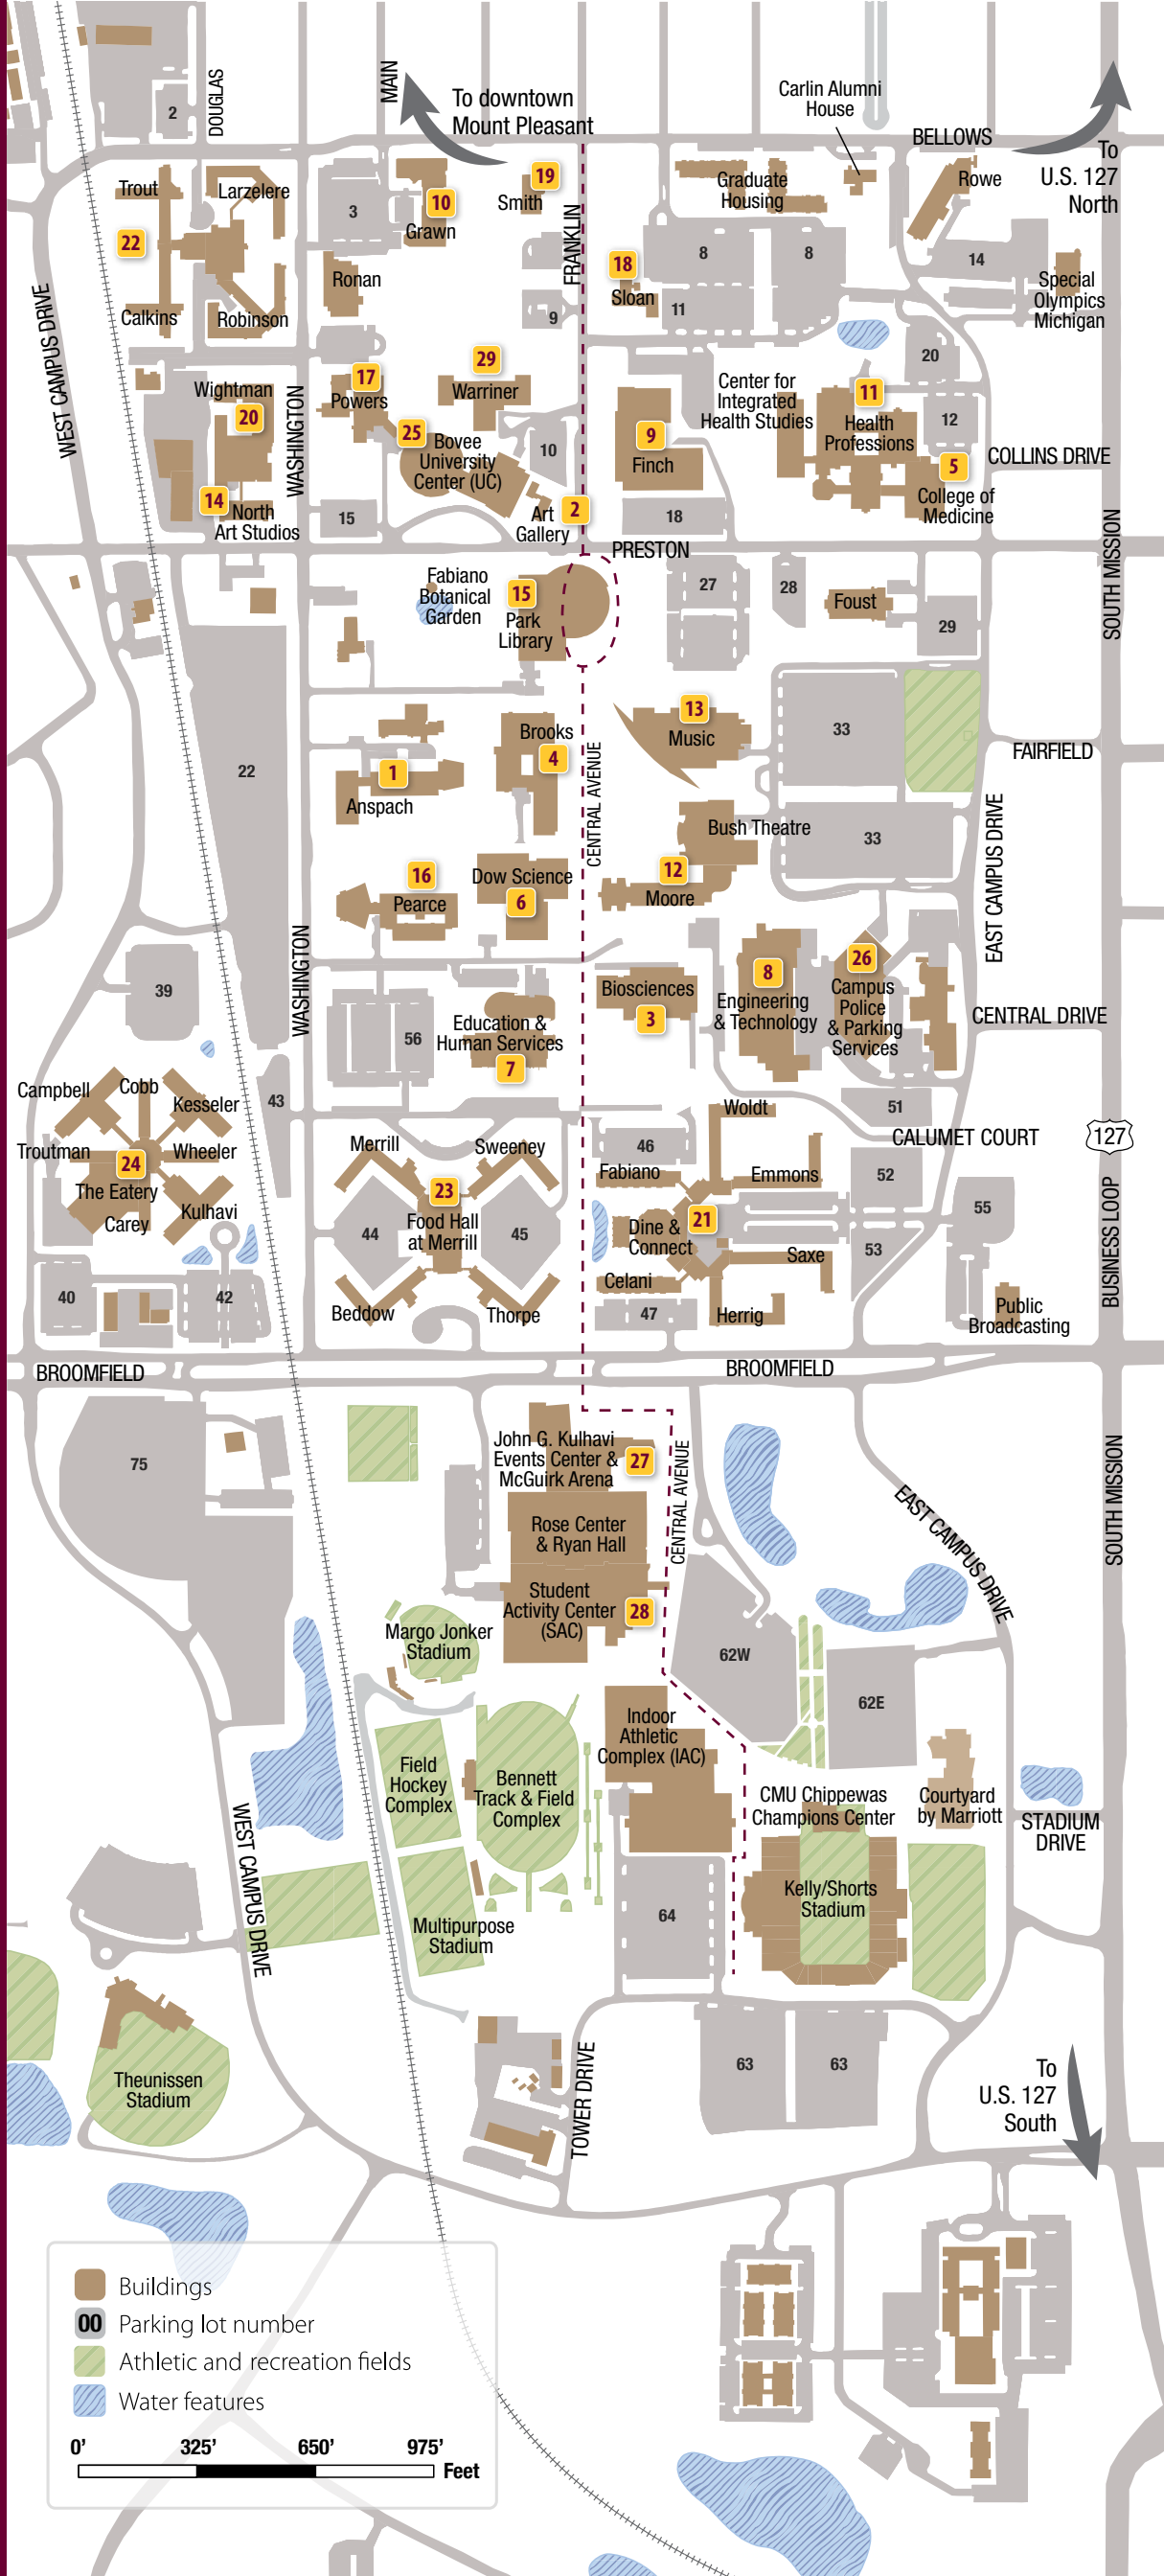 MAIN
To downtown
Mount Pleasant
Carlin Alumni
House
BELLOWS
To
U.S. 127
North
DOUGLAS
2
Trout
Larzelere
22
Calkins
Robinson
3
10
Grawn
19
Smith
FRANKLIN
Graduate
Housing
Rowe
Ronan
18
Sloan
8
8
14
Special
Olympics
Michigan
9
11
WEST CAMPUS DRIVE
20
Wightman
20
WASHINGTON
17
Powers
29
Warriner
25
Bovee
University
Center (UC)
10
9
Finch
Center for
Integrated
Health Studies
11
Health
Professions
12
5
College of
Medicine
COLLINS DRIVE
14
North
Art Studios
15
Art
Gallery
2
18
PRESTON
SOUTH MISSION
Fabiano
Botanical
Garden
15
Park
Library
27
28
Foust
29
22
13
Music
33
FAIRFIELD
Brooks
4
1
Anspach
CENTRAL AVENUE
Bush Theatre
33
EAST CAMPUS DRIVE
16
Pearce
Dow Science
6
12
Moore
WASHINGTON
39
56
Education &
Human Services
7
Biosciences
3
8
Engineering
& Technology
26
Campus
Police
& Parking
Services
CENTRAL DRIVE
Campbell
Cobb
Kesseler
43
Woldt
51
CALUMET COURT
127
Troutman
24
Wheeler
The Eatery
Carey
Kulhavi
Merrill
Sweeney
23
Food Hall
at Merrill
44
45
Beddow
Thorpe
46
Fabiano
Emmons
52
55
Dine &
Connect
21
Saxe
53
Celani
47
Herrig
Public
Broadcasting
BUSINESS LOOP
40
42
BROOMFIELD
BROOMFIELD
75
John G. Kulhavi
Events Center &
McGuirk Arena
27
CENTRAL AVENUE
SOUTH MISSION
Rose Center
& Ryan Hall
EAST CAMPUS DRIVE
Student
Activity Center
(SAC)
28
Margo Jonker
Stadium
62W
62E
Indoor
Athletic
Complex (IAC)
Field
Hockey
Complex
Bennett
Track & Field
Complex
CMU Chippewas
Champions Center
Courtyard
by Marriott
STADIUM
DRIVE
WEST CAMPUS DRIVE
Kelly/Shorts
Stadium
64
Multipurpose
Stadium
Theunissen
Stadium
TOWER DRIVE
63
63
To
U.S. 127
South
Buildings
00 Parking lot number
Athletic and recreation fields
Water features
0' 325' 650' 975'
Feet